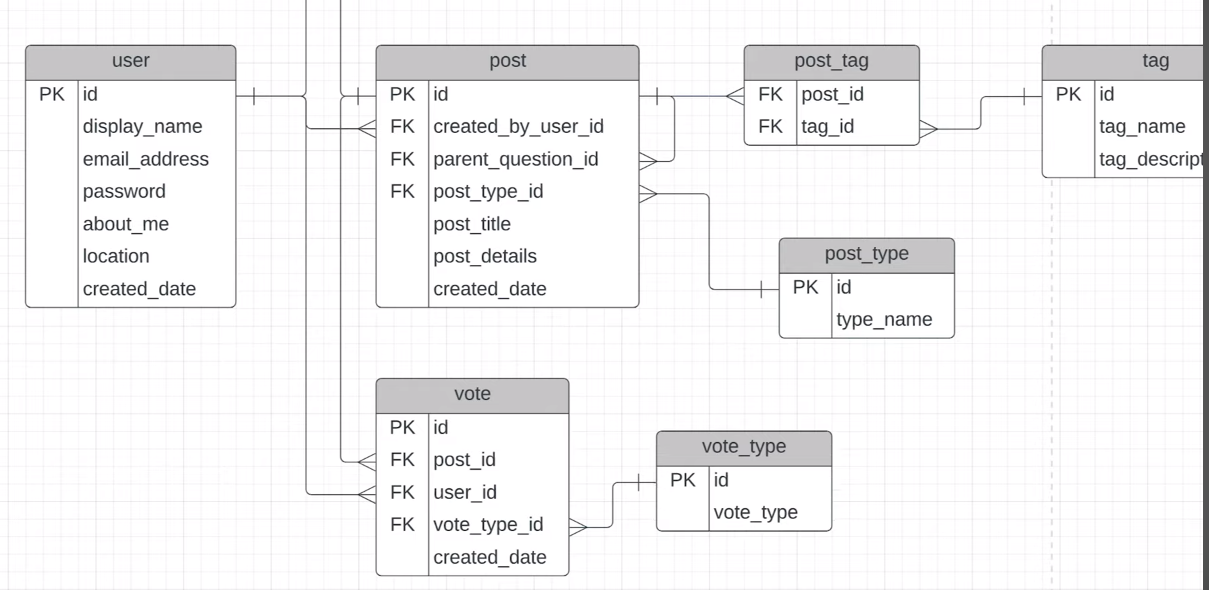 user
PK id
display_name
email_address
password
about_me
location
created_date
post
PK id
FK created_by_user_id
FK parent_question_id
FK post_type_id
post_title
post_details
created_date
post_tag
FK post_id
FK tag_id
tag
PK id
tag_name
tag_descript
post_type
PK id
type_name
vote
PK id
FK post_id
FK user_id
FK vote_type_id
created_date
vote_type
PK id
vote_type